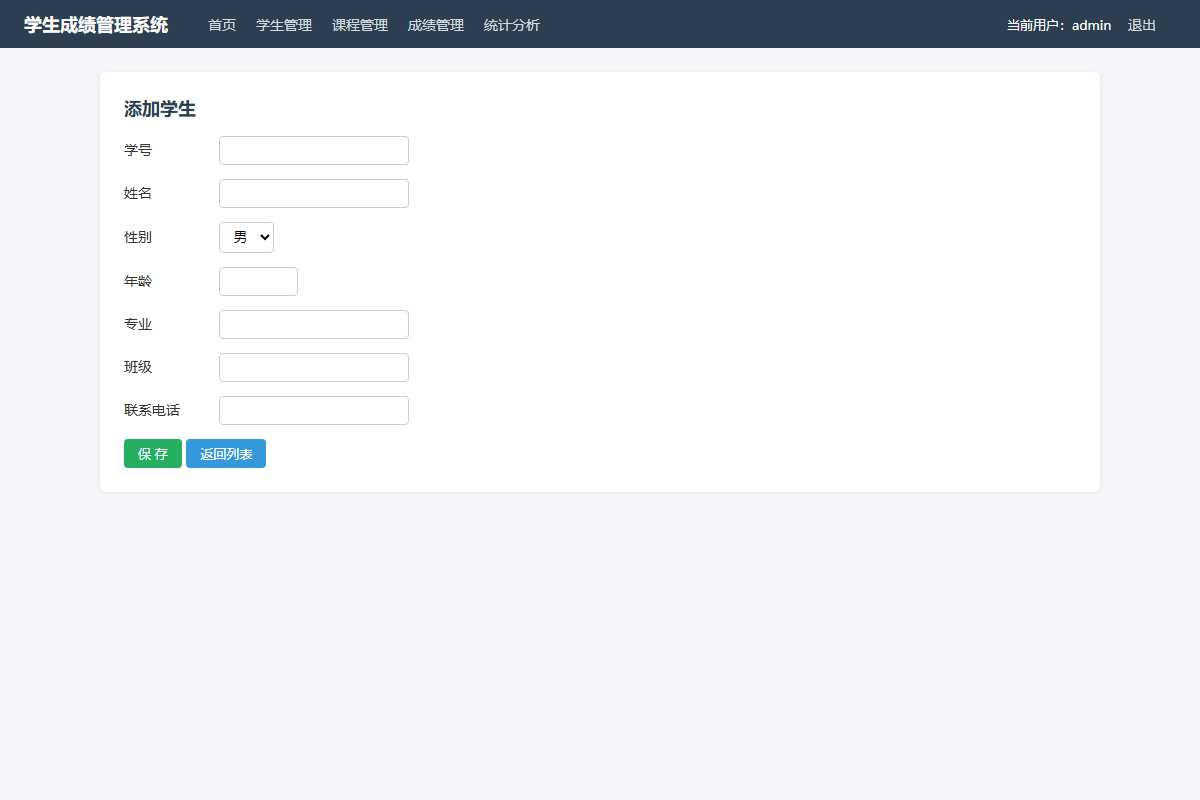 学生成绩管理系统 首页 学生管理 课程管理 成绩管理 统计分析 当前用户：admin 退出
添加学生
学号
姓名
性别 男
年龄
专业
班级
联系电话
保 存 返回列表